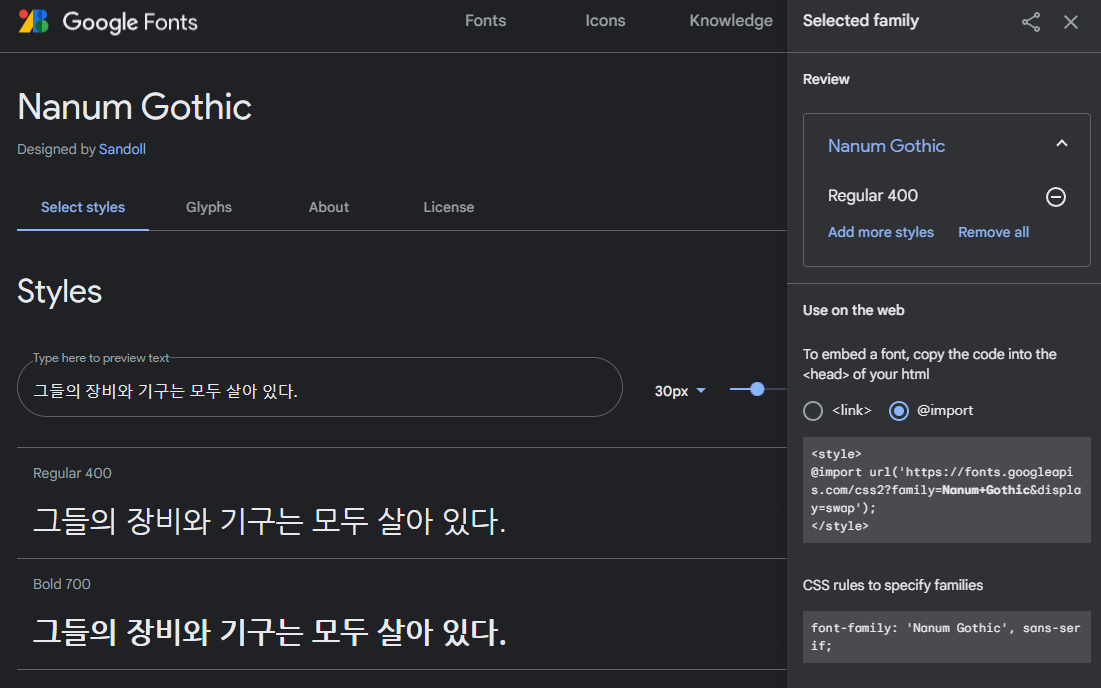 Google Fonts
Fonts
Icons
Knowledge
Nanum Gothic
Designed by Sandoll
Select styles
Glyphs
About
License
Styles
Type here to preview text
그들의 장비와 기구는 모두 살아 있다.
30px
Regular 400
그들의 장비와 기구는 모두 살아 있다.
Bold 700
그들의 장비와 기구는 모두 살아 있다.
Selected family
Review
Nanum Gothic
Regular 400
Add more styles
Remove all
Use on the web
To embed a font, copy the code into the
<head> of your html
<link>
@import
<style>
@import url('https://fonts.googleapi
s.com/css2?family=Nanum+Gothic&displa
y=swap');
</style>
CSS rules to specify families
font-family: 'Nanum Gothic', sans-ser
if;